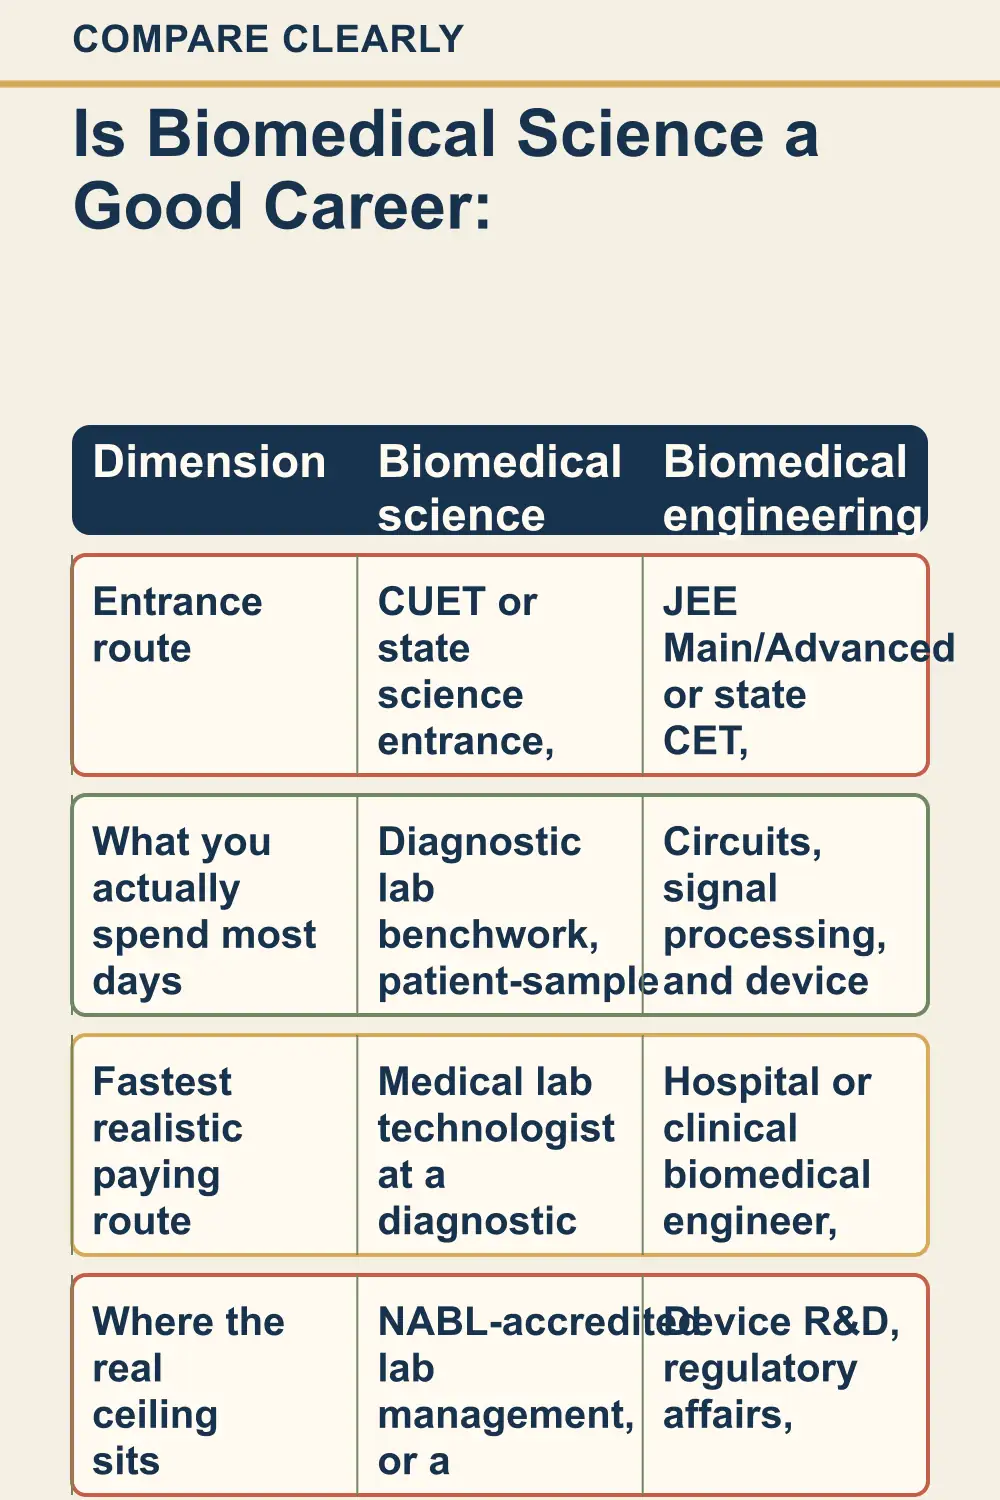 COMPARE CLEARLY
Is Biomedical Science a
Good Career:
Dimension
Biomedical
science
Biomedical
engineering
Entrance
route
CUET or
state
science
entrance,
JEE
Main/Advanced
or state
CET,
What you
actually
spend most
days
Diagnostic
lab
benchwork,
patient-sample
Circuits,
signal
processing,
and device
Fastest
realistic
paying
route
Medical lab
technologist
at a
diagnostic
Hospital or
clinical
biomedical
engineer,
Where the
real
ceiling
sits
NABL-accredited
lab
management,
or a
Device R&D,
regulatory
affairs,